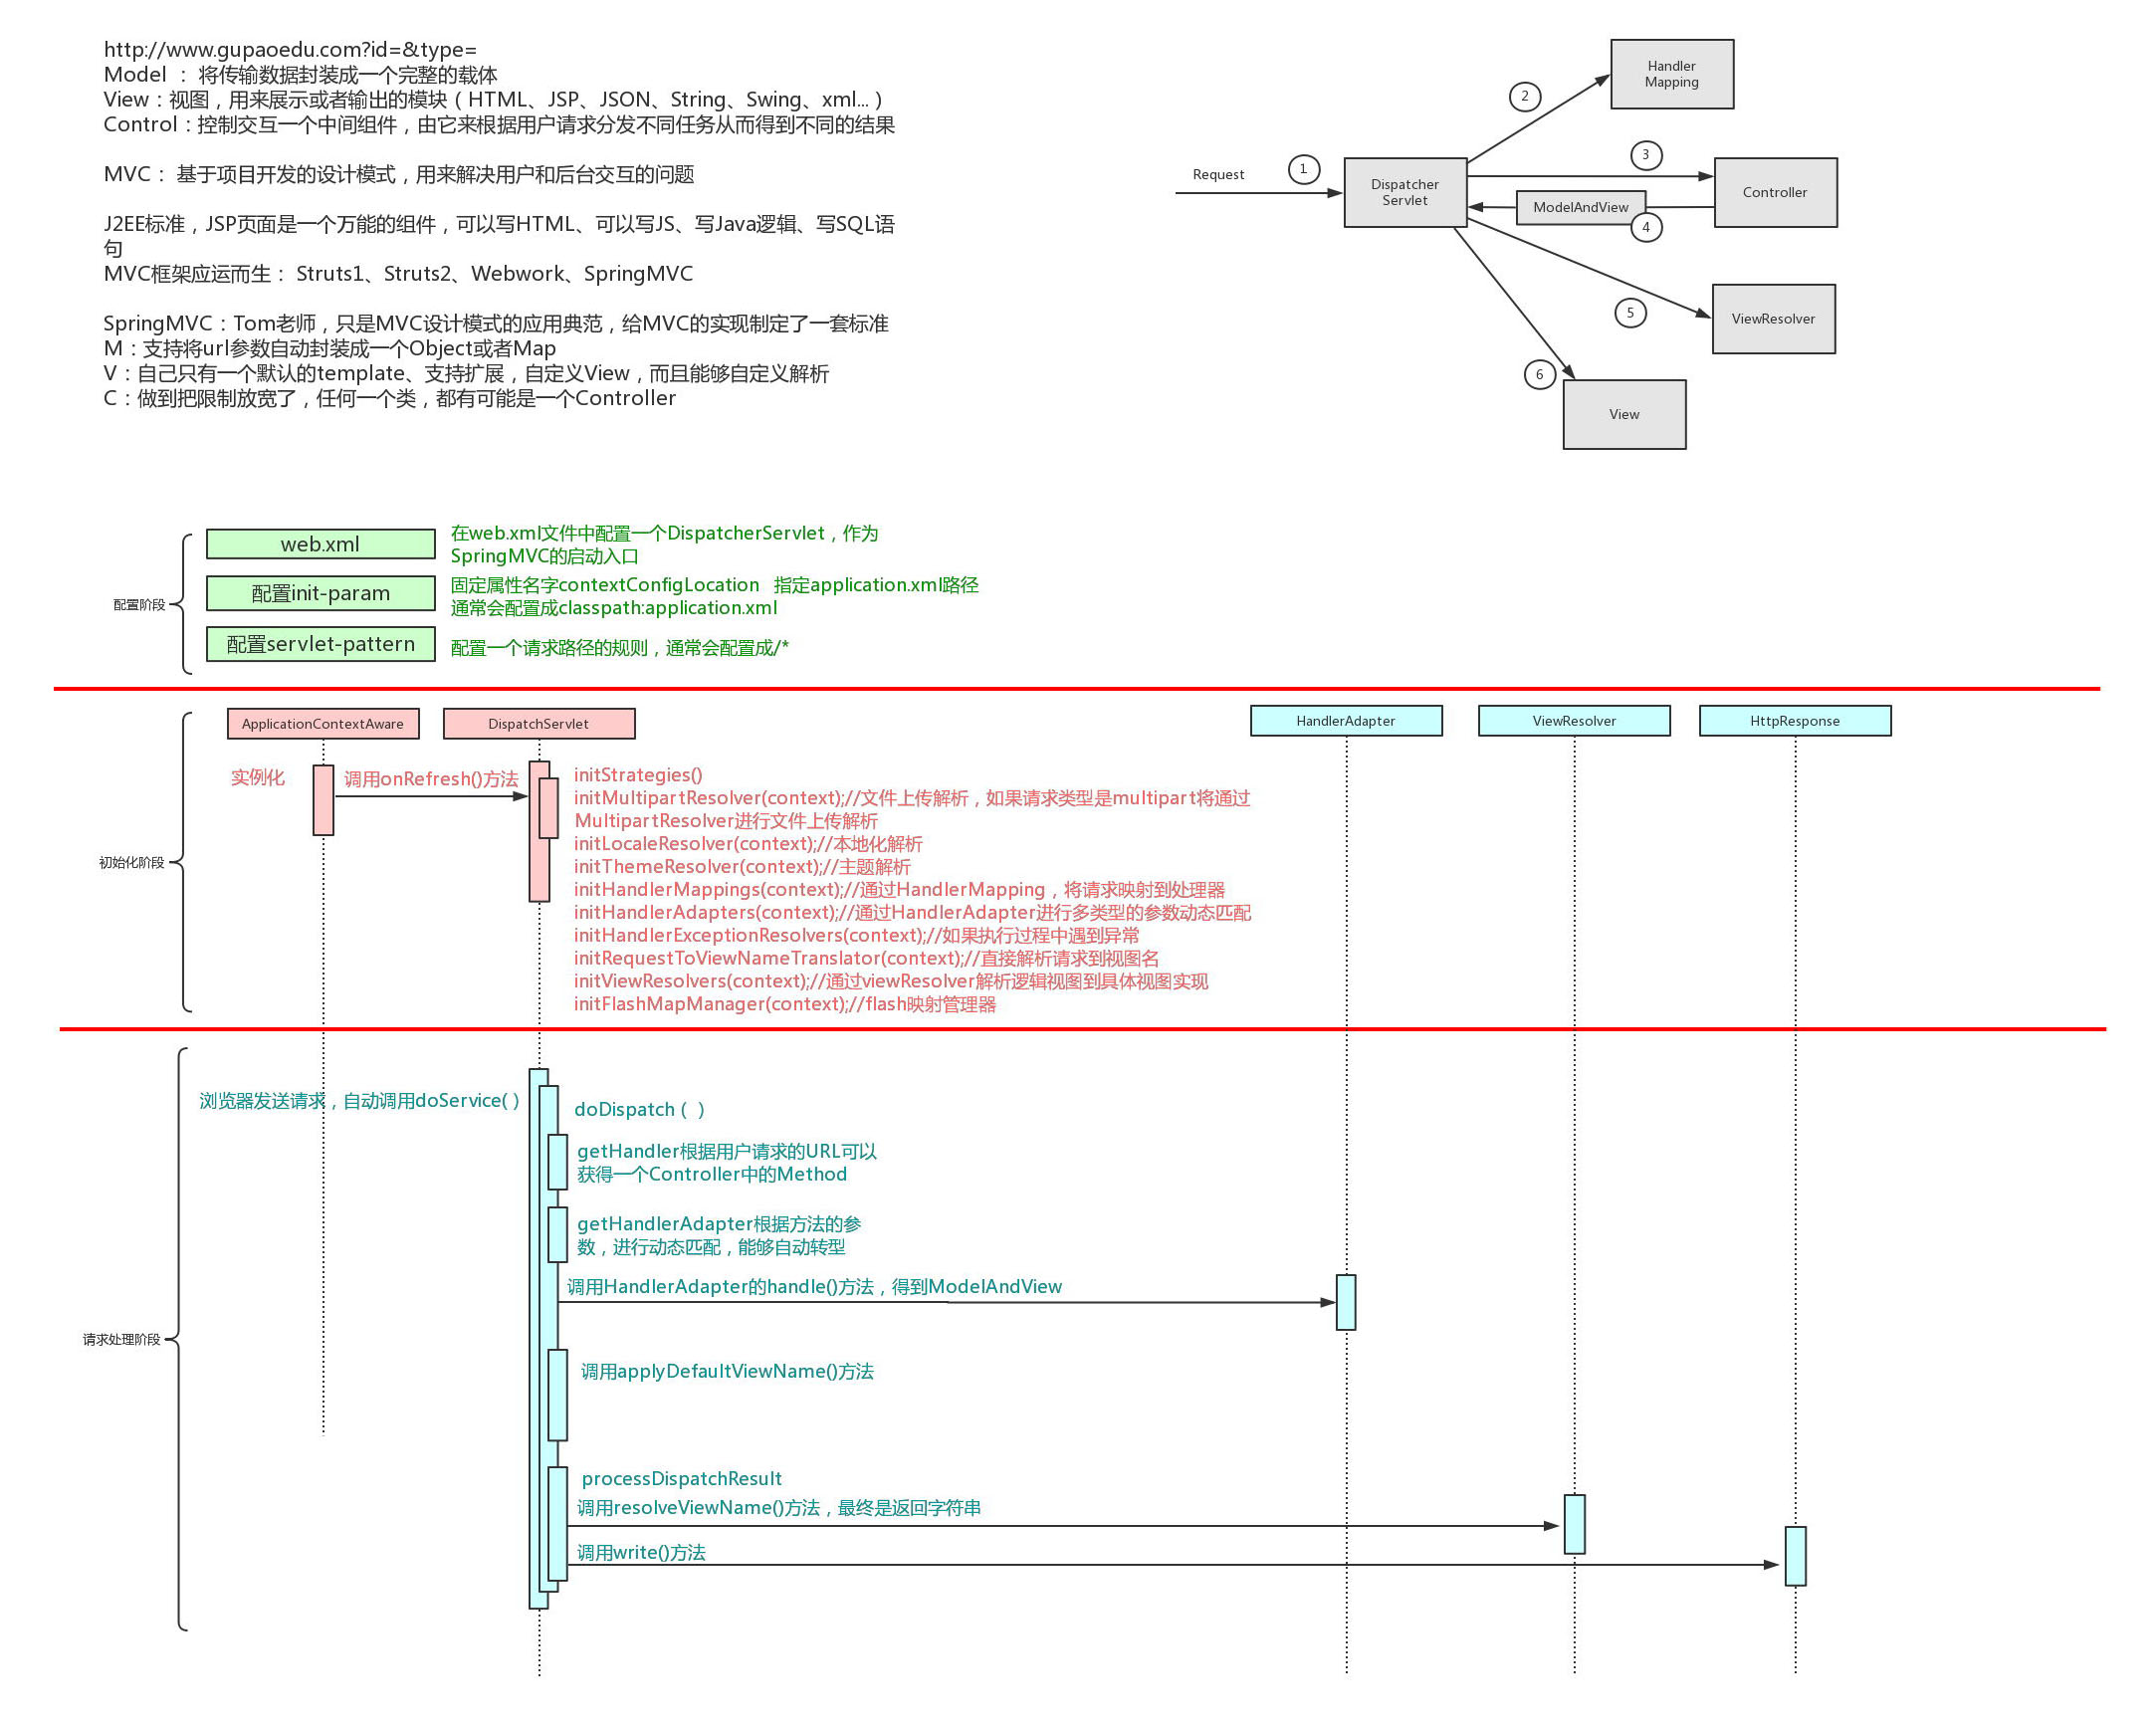 http://www.gupaoedu.com?id=&type=
Model ： 将传输数据封装成一个完整的载体
View：视图，用来展示或者输出的模块（HTML、JSP、JSON、String、Swing、xml...）
Control：控制交互一个中间组件，由它来根据用户请求分发不同任务从而得到不同的结果
MVC： 基于项目开发的设计模式，用来解决用户和后台交互的问题
J2EE标准，JSP页面是一个万能的组件，可以写HTML、可以写JS、写Java逻辑、写SQL语
句
MVC框架应运而生： Struts1、Struts2、Webwork、SpringMVC
SpringMVC：Tom老师，只是MVC设计模式的应用典范，给MVC的实现制定了一套标准
M：支持将url参数自动封装成一个Object或者Map
V：自己只有一个默认的template、支持扩展，自定义View，而且能够自定义解析
C：做到把限制放宽了，任何一个类，都有可能是一个Controller
Handler
Mapping
2
Request
1
Dispatcher
Servlet
3
Controller
ModelAndView
4
5
ViewResolver
6
View
配置阶段
web.xml
在web.xml文件中配置一个DispatcherServlet，作为
SpringMVC的启动入口
配置init-param
固定属性名字contextConfigLocation 指定application.xml路径
通常会配置成classpath:application.xml
配置servlet-pattern
配置一个请求路径的规则，通常会配置成/*
初始化阶段
ApplicationContextAware
DispatchServlet
HandlerAdapter
ViewResolver
HttpResponse
实例化
调用onRefresh()方法
initStrategies()
initMultipartResolver(context);//文件上传解析，如果请求类型是multipart将通过
MultipartResolver进行文件上传解析
initLocaleResolver(context);//本地化解析
initThemeResolver(context);//主题解析
initHandlerMappings(context);//通过HandlerMapping，将请求映射到处理器
initHandlerAdapters(context);//通过HandlerAdapter进行多类型的参数动态匹配
initHandlerExceptionResolvers(context);//如果执行过程中遇到异常
initRequestToViewNameTranslator(context);//直接解析请求到视图名
initViewResolvers(context);//通过viewResolver解析逻辑视图到具体视图实现
initFlashMapManager(context);//flash映射管理器
请求处理阶段
浏览器发送请求，自动调用doService( )
doDispatch（ ）
getHandler根据用户请求的URL可以
获得一个Controller中的Method
getHandlerAdapter根据方法的参
数，进行动态匹配，能够自动转型
调用HandlerAdapter的handle()方法，得到ModelAndView
调用applyDefaultViewName()方法
processDispatchResult
调用resolveViewName()方法，最终是返回字符串
调用write()方法